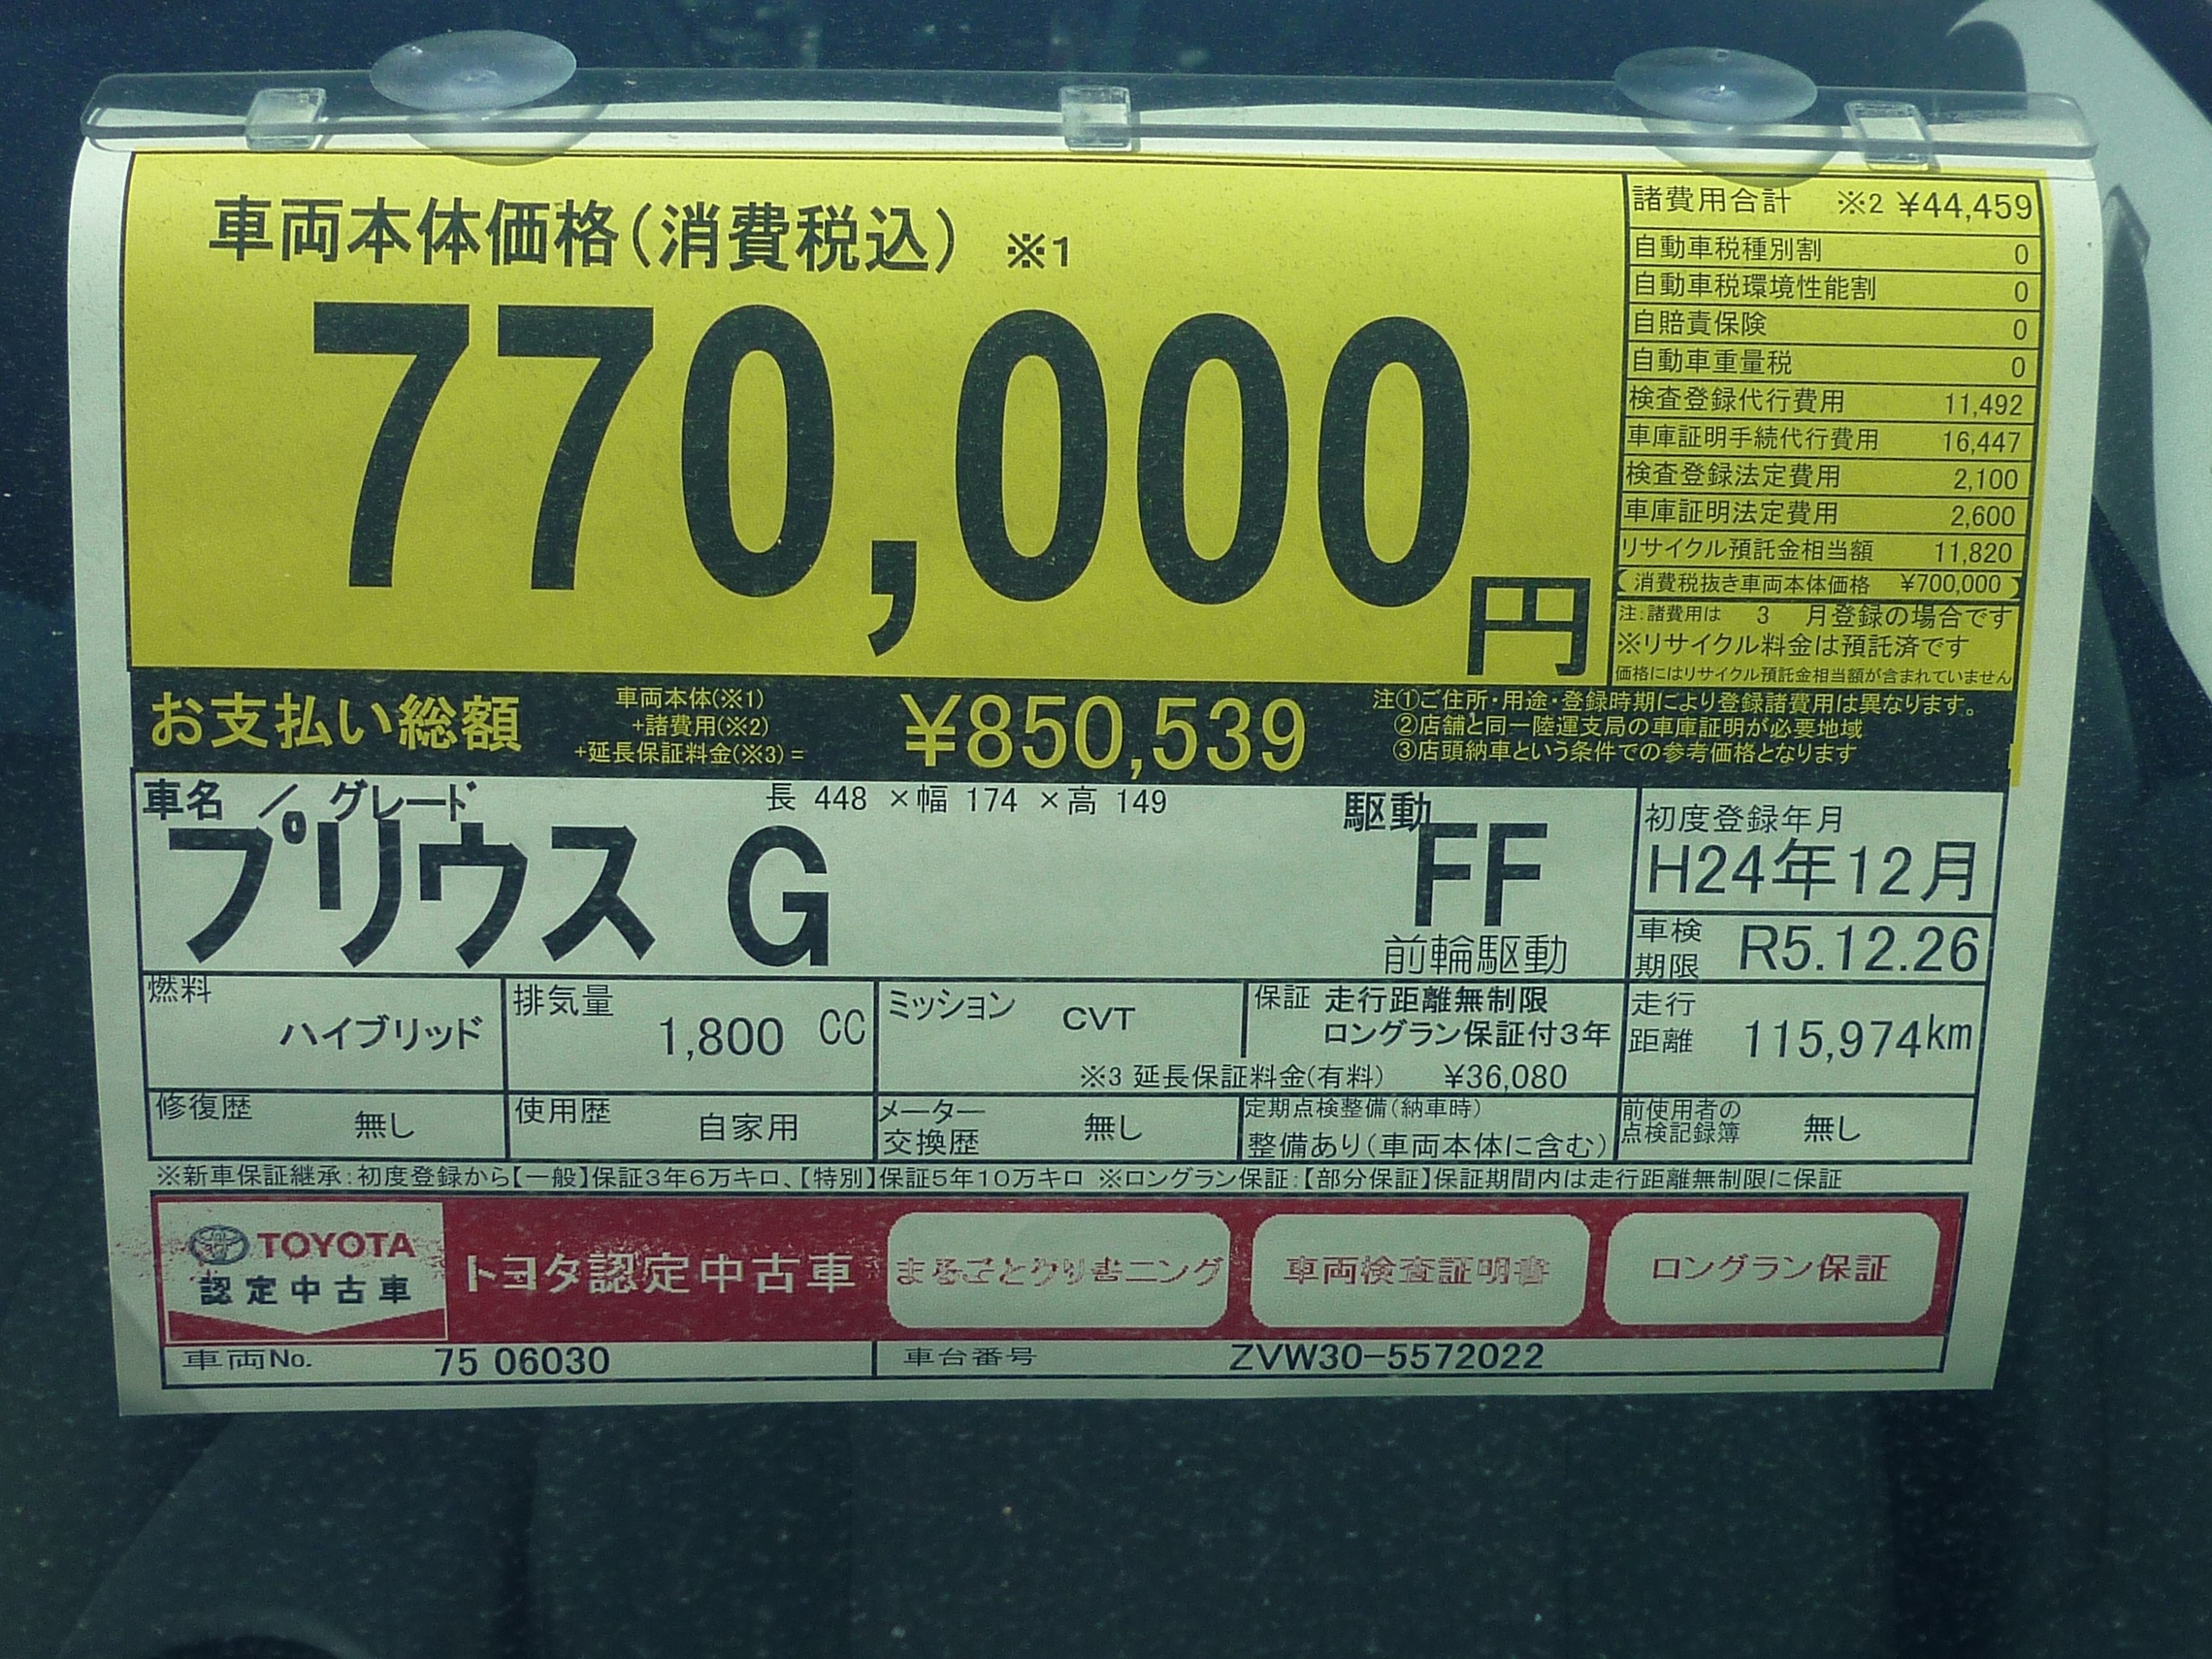 車両本体価格(消費税込) ※1
770,000円
諸費用合計 ※2 ¥44,459
自動車税種別割 0
自動車税環境性能割 0
自賠責保険 0
自動車重量税 0
検査登録代行費用 11,492
車庫証明手続代行費用 16,447
検査登録法定費用 2,100
車庫証明法定費用 2,600
リサイクル預託金相当額 11,820
(消費税抜き車両本体価格 ¥700,000)
注:諸費用は 3 月登録の場合です
※リサイクル料金は預託済です
価格にはリサイクル預託金相当額が含まれていません
お支払い総額
車両本体(※1)
+諸費用(※2)
+延長保証料金(※3)=
¥850,539
注①ご住所・用途・登録時期により登録諸費用は異なります。
②店舗と同一陸運支局の車庫証明が必要地域
③店頭納車という条件での参考価格となります
車名 / グレード
長 448 ×幅 174 ×高 149
プリウス G
駆動
FF
前輪駆動
初度登録年月
H24年12月
車検期限 R5.12.26
燃料
ハイブリッド
排気量
1,800 CC
ミッション CVT
保証 走行距離無制限
ロングラン保証付3年
※3 延長保証料金(有料) ¥36,080
走行距離 115,974km
修復歴 無し
使用歴 自家用
メーター交換歴 無し
定期点検整備(納車時)
整備あり(車両本体に含む)
前使用者の点検記録簿 無し
※新車保証継承:初度登録から【一般】保証3年6万キロ、【特別】保証5年10万キロ ※ロングラン保証:【部分保証】保証期間内は走行距離無制限に保証
TOYOTA
認定中古車
トヨタ認定中古車
まるごとクリーニング
車両検査証明書
ロングラン保証
車両No. 75 06030
車台番号 ZVW30-5572022